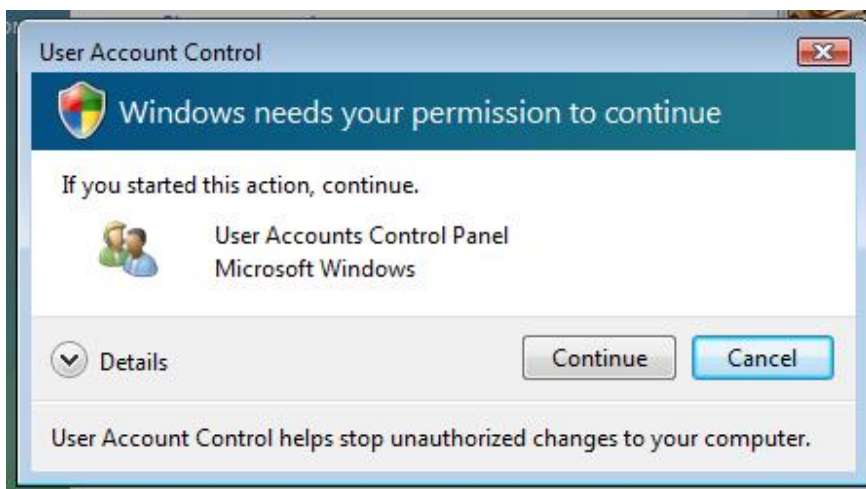 User Account Control
Windows needs your permission to continue
If you started this action, continue.
User Accounts Control Panel
Microsoft Windows
Details
Continue
Cancel
User Account Control helps stop unauthorized changes to your computer.